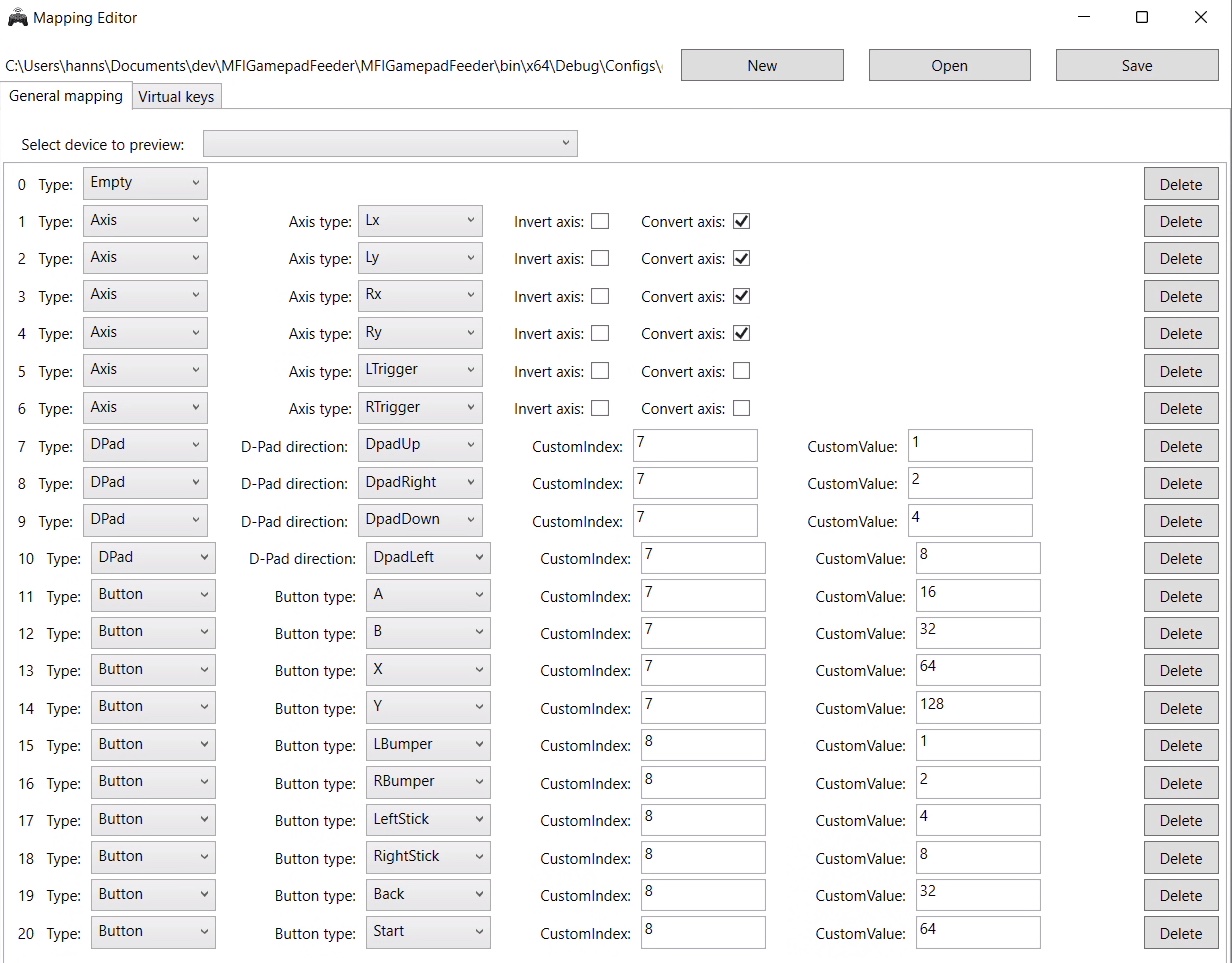 Mapping Editor
C:\Users\hanns\Documents\dev\MFIGamepadFeeder\MFIGamepadFeeder\bin\x64\Debug\Configs\ New Open Save
General mapping Virtual keys
Select device to preview:
0 Type: Empty Delete
1 Type: Axis Axis type: Lx Invert axis: Convert axis: Delete
2 Type: Axis Axis type: Ly Invert axis: Convert axis: Delete
3 Type: Axis Axis type: Rx Invert axis: Convert axis: Delete
4 Type: Axis Axis type: Ry Invert axis: Convert axis: Delete
5 Type: Axis Axis type: LTrigger Invert axis: Convert axis: Delete
6 Type: Axis Axis type: RTrigger Invert axis: Convert axis: Delete
7 Type: DPad D-Pad direction: DpadUp CustomIndex: 7 CustomValue: 1 Delete
8 Type: DPad D-Pad direction: DpadRight CustomIndex: 7 CustomValue: 2 Delete
9 Type: DPad D-Pad direction: DpadDown CustomIndex: 7 CustomValue: 4 Delete
10 Type: DPad D-Pad direction: DpadLeft CustomIndex: 7 CustomValue: 8 Delete
11 Type: Button Button type: A CustomIndex: 7 CustomValue: 16 Delete
12 Type: Button Button type: B CustomIndex: 7 CustomValue: 32 Delete
13 Type: Button Button type: X CustomIndex: 7 CustomValue: 64 Delete
14 Type: Button Button type: Y CustomIndex: 7 CustomValue: 128 Delete
15 Type: Button Button type: LBumper CustomIndex: 8 CustomValue: 1 Delete
16 Type: Button Button type: RBumper CustomIndex: 8 CustomValue: 2 Delete
17 Type: Button Button type: LeftStick CustomIndex: 8 CustomValue: 4 Delete
18 Type: Button Button type: RightStick CustomIndex: 8 CustomValue: 8 Delete
19 Type: Button Button type: Back CustomIndex: 8 CustomValue: 32 Delete
20 Type: Button Button type: Start CustomIndex: 8 CustomValue: 64 Delete